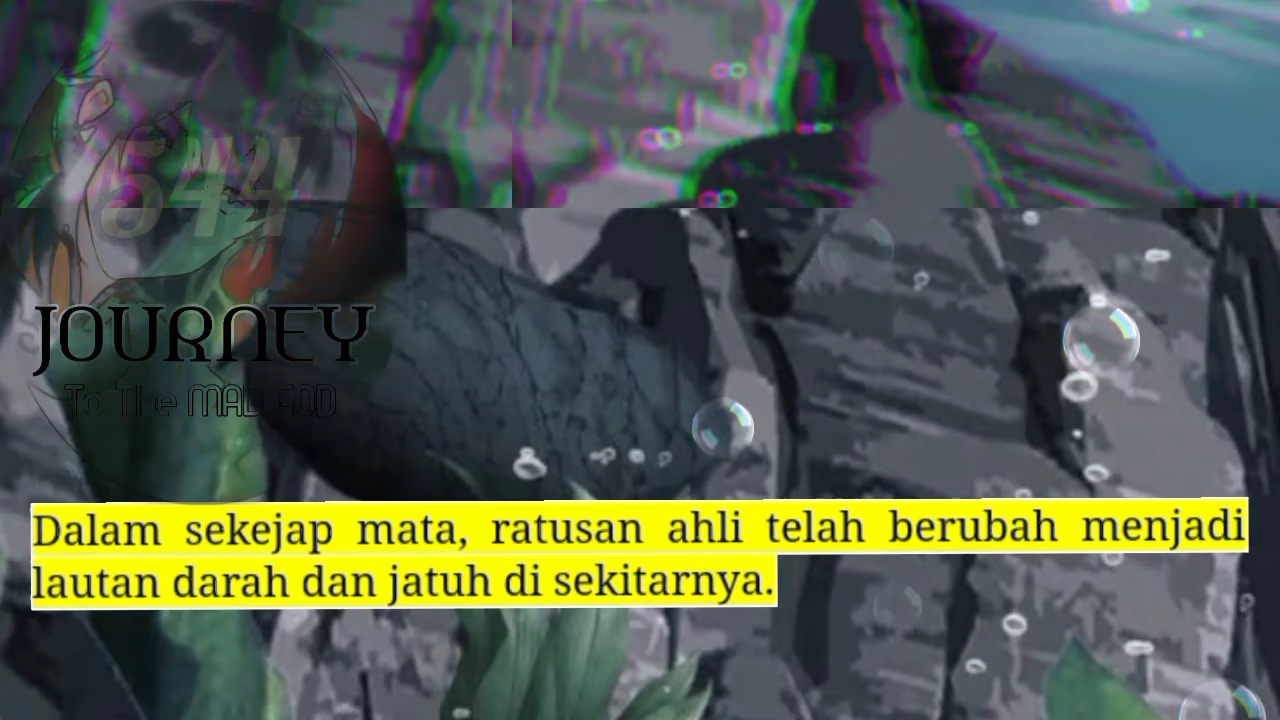 544
JOURNEY
To The MAD GOD
Dalam sekejap mata, ratusan ahli telah berubah menjadi
lautan darah dan jatuh di sekitarnya.